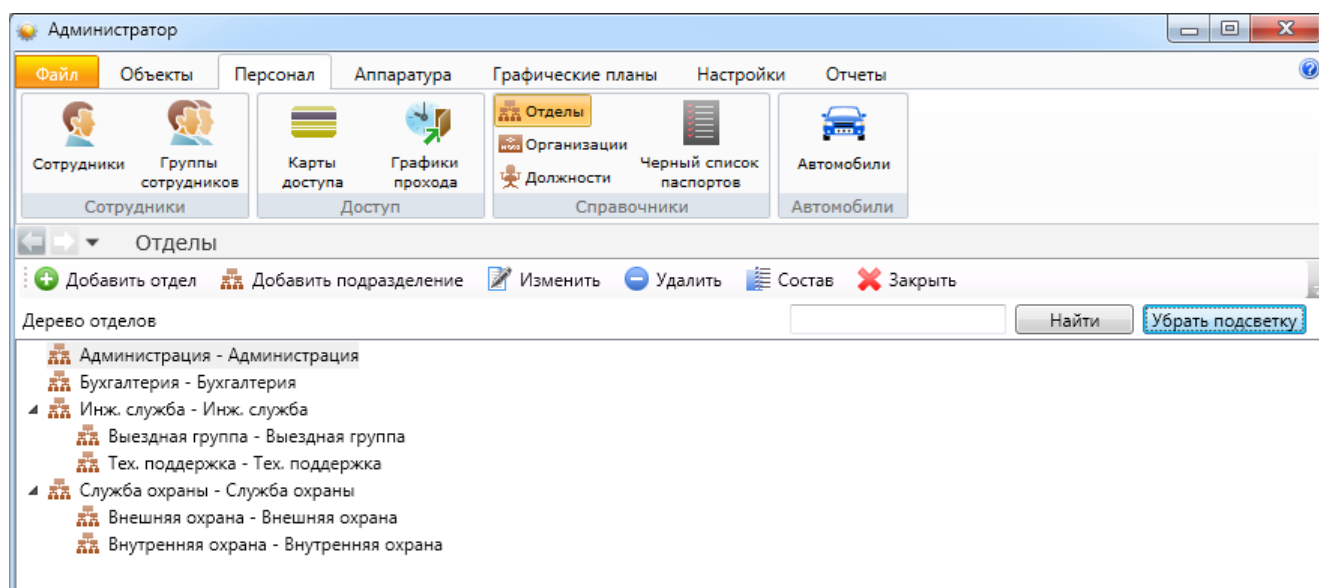 Администратор
Файл Объекты Персонал Аппаратура Графические планы Настройки Отчеты
Сотрудники
Группы сотрудников
Сотрудники
Карты доступа
Графики прохода
Доступ
Отделы
Организации
Должности
Черный список паспортов
Справочники
Автомобили
Автомобили
Отделы
Добавить отдел Добавить подразделение Изменить Удалить Состав Закрыть
Дерево отделов Найти Убрать подсветку
Администрация - Администрация
Бухгалтерия - Бухгалтерия
Инж. служба - Инж. служба
Выездная группа - Выездная группа
Тех. поддержка - Тех. поддержка
Служба охраны - Служба охраны
Внешняя охрана - Внешняя охрана
Внутренняя охрана - Внутренняя охрана